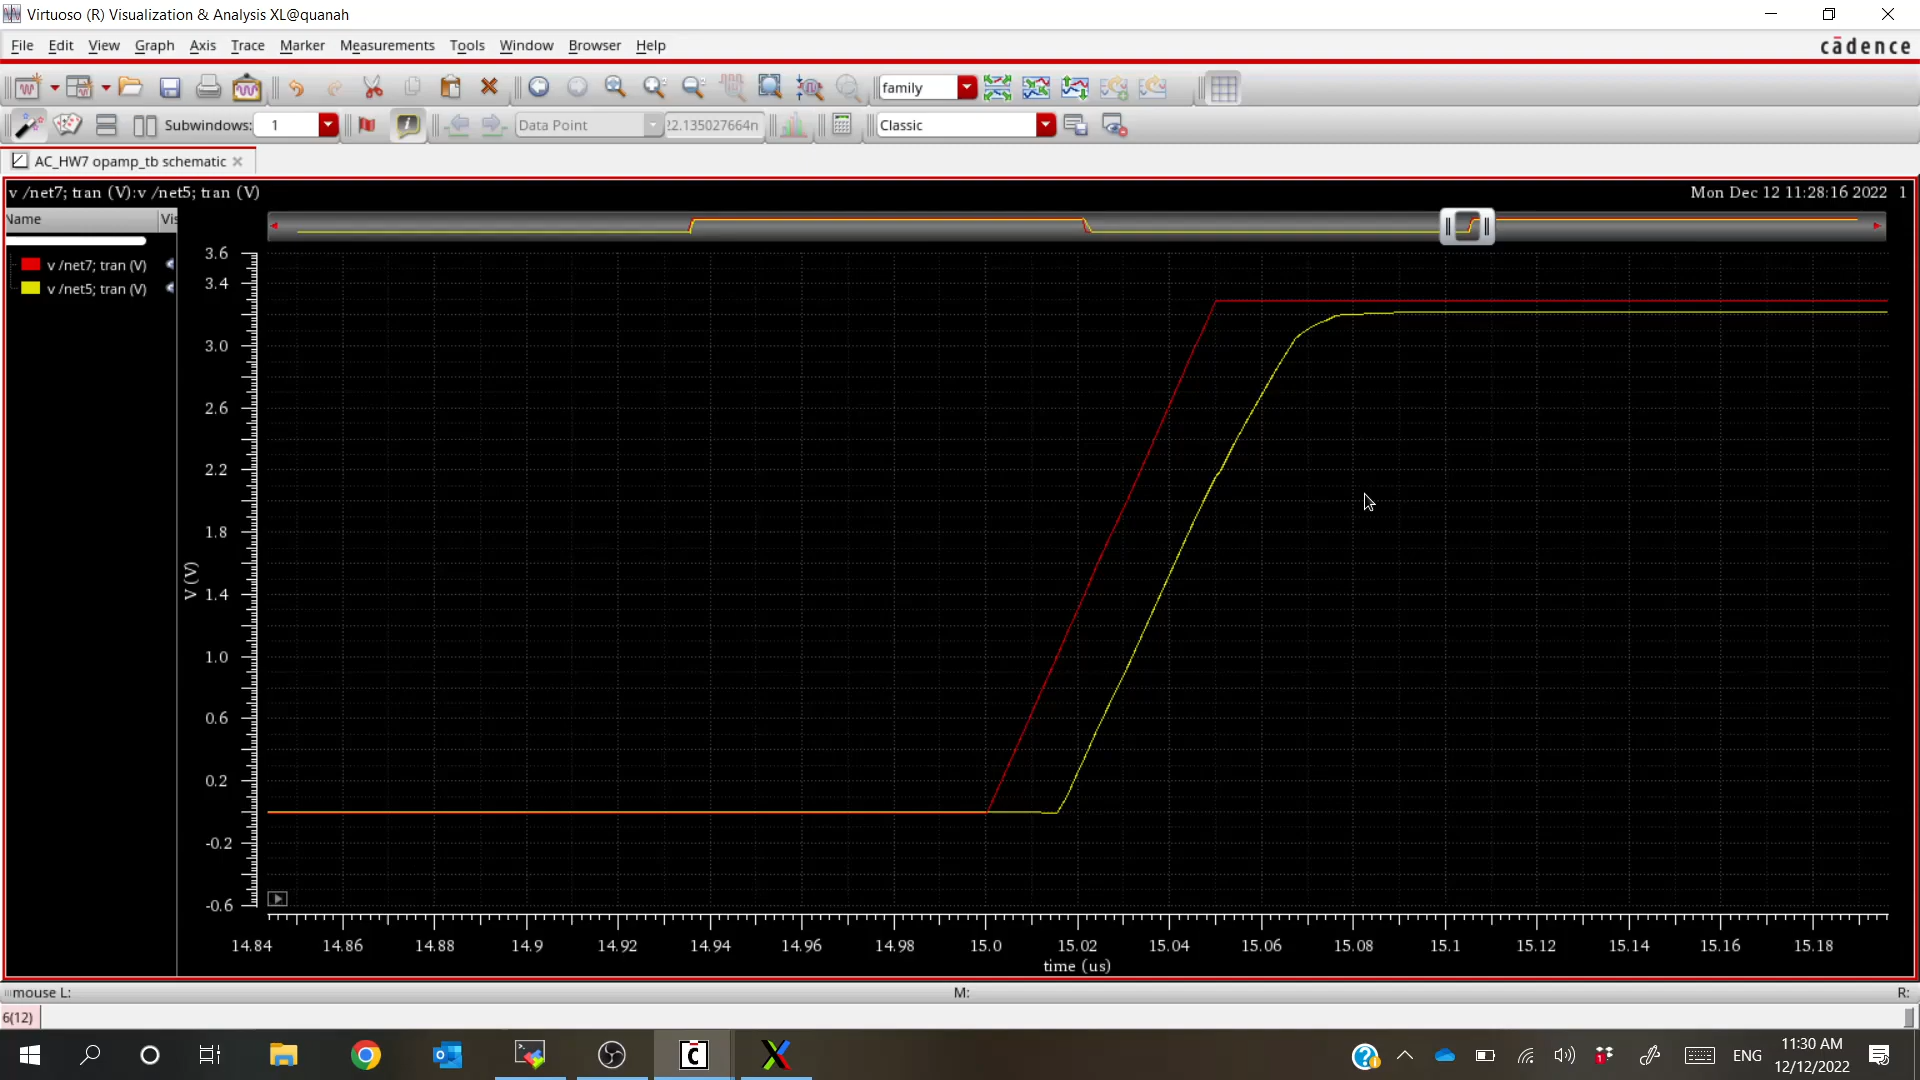 Virtuoso (R) Visualization & Analysis XL@quanah
File Edit View Graph Axis Trace Marker Measurements Tools Window Browser Help
cādence
family
Subwindows: 1
Data Point
22.135027664n
Classic
AC_HW7 opamp_tb schematic
v /net7; tran (V):v /net5; tran (V)
Mon Dec 12 11:28:16 2022 1
Name
Vis
v /net7; tran (V)
v /net5; tran (V)
3.6
3.4
3.0
2.6
2.2
1.8
1.4
1.0
0.6
0.2
-0.2
-0.6
V (V)
14.84 14.86 14.88 14.9 14.92 14.94 14.96 14.98 15.0 15.02 15.04 15.06 15.08 15.1 15.12 15.14 15.16 15.18
time (us)
mouse L:
M:
R:
6(12)
ENG
11:30 AM
12/12/2022